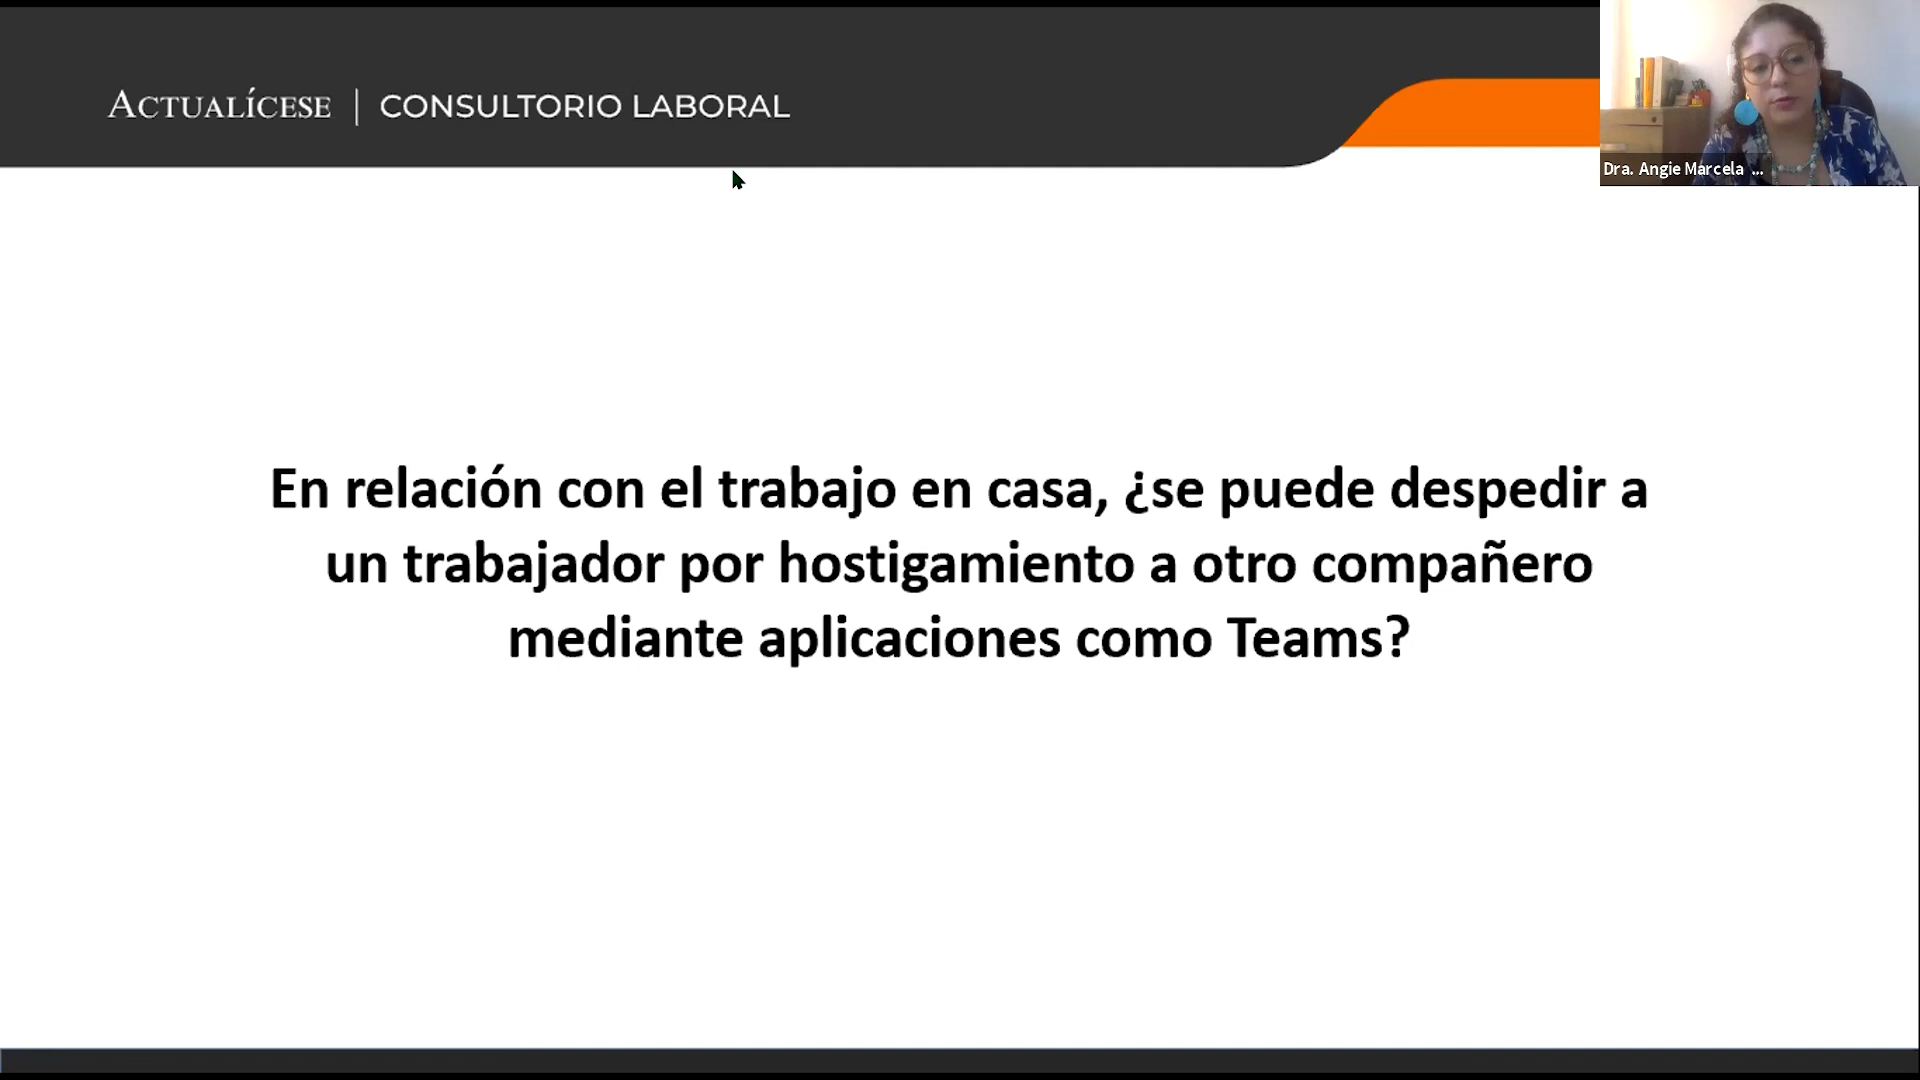 ACTUALÍCESE | CONSULTORIO LABORAL
Dra. Angie Marcela ...
En relación con el trabajo en casa, ¿se puede despedir a
un trabajador por hostigamiento a otro compañero
mediante aplicaciones como Teams?